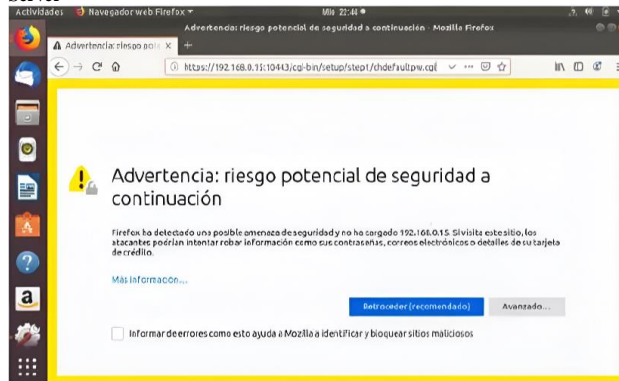 Actividades
Navegador web Firefox
22:44
Advertencia: riesgo potencial de seguridad a continuación - Mozilla Firefox
Advertencia: riesgo pote
https://192.168.0.15:10443/cgi-bin/setup/step1/chdefaultpw.cgi
Advertencia: riesgo potencial de seguridad a
continuación
Firefox ha detectado una posible amenaza de seguridad y no ha cargado 192.168.0.15. Si visita este sitio, los
atacantes podrían intentar robar información como sus contraseñas, correos electrónicos o detalles de su tarjeta
de crédito.
Más información...
Retroceder (recomendado)
Avanzado...
Informar de errores como esto ayuda a Mozilla a identificar y bloquear sitios maliciosos